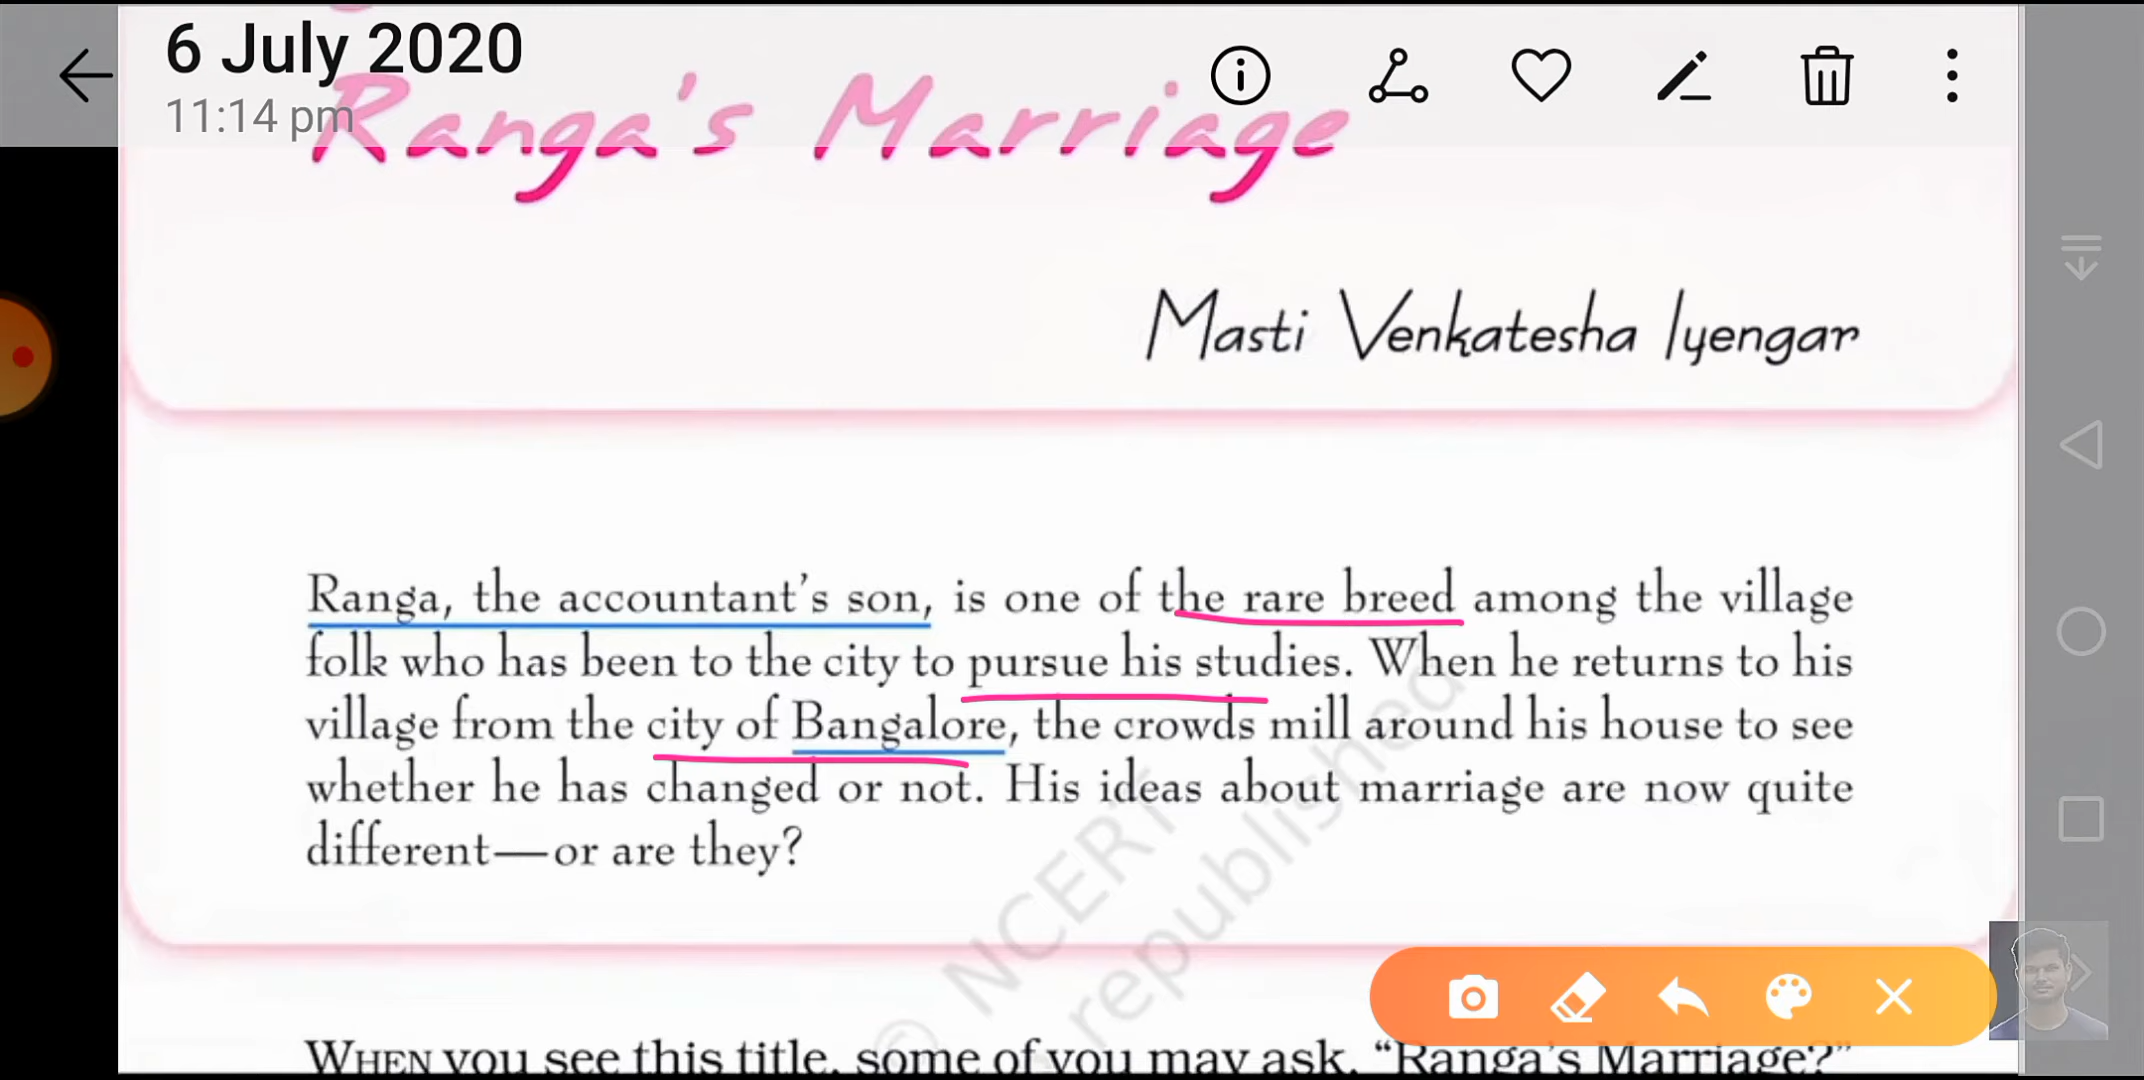 6 July 2020
11:14 pm
Ranga's Marriage
Masti Venkatesha Iyengar
Ranga, the accountant's son, is one of the rare breed among the village
folk who has been to the city to pursue his studies. When he returns to his
village from the city of Bangalore, the crowds mill around his house to see
whether he has changed or not. His ideas about marriage are now quite
different—or are they?
© NCERT
republished
WHEN you see this title, some of you may ask, “Ranga's Marriage?”